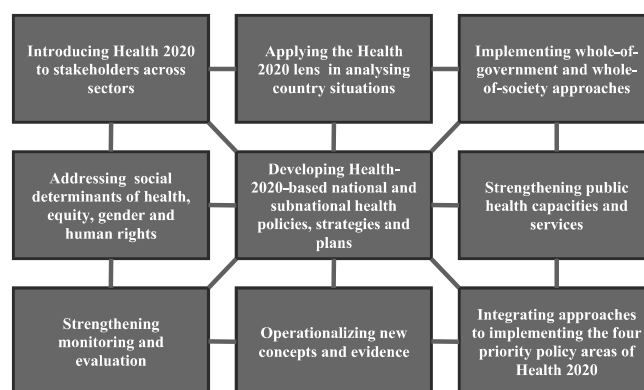 Introducing Health 2020
to stakeholders across
sectors
Applying the Health
2020 lens in analysing
country situations
Implementing whole-of-
government and whole-
of-society approaches
Addressing social
determinants of health,
equity, gender and
human rights
Developing Health-
2020-based national and
subnational health
policies, strategies and
plans
Strengthening public
health capacities and
services
Strengthening
monitoring and
evaluation
Operationalizing new
concepts and evidence
Integrating approaches
to implementing the four
priority policy areas of
Health 2020